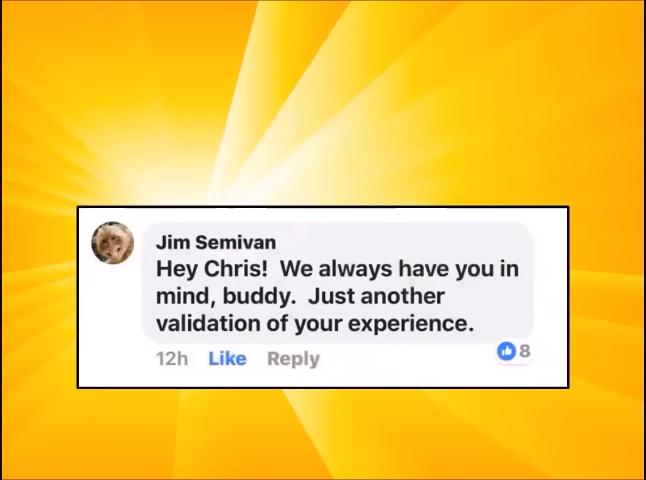 Jim Semivan
Hey Chris!  We always have you in
mind, buddy.  Just another
validation of your experience.
12h Like Reply 8